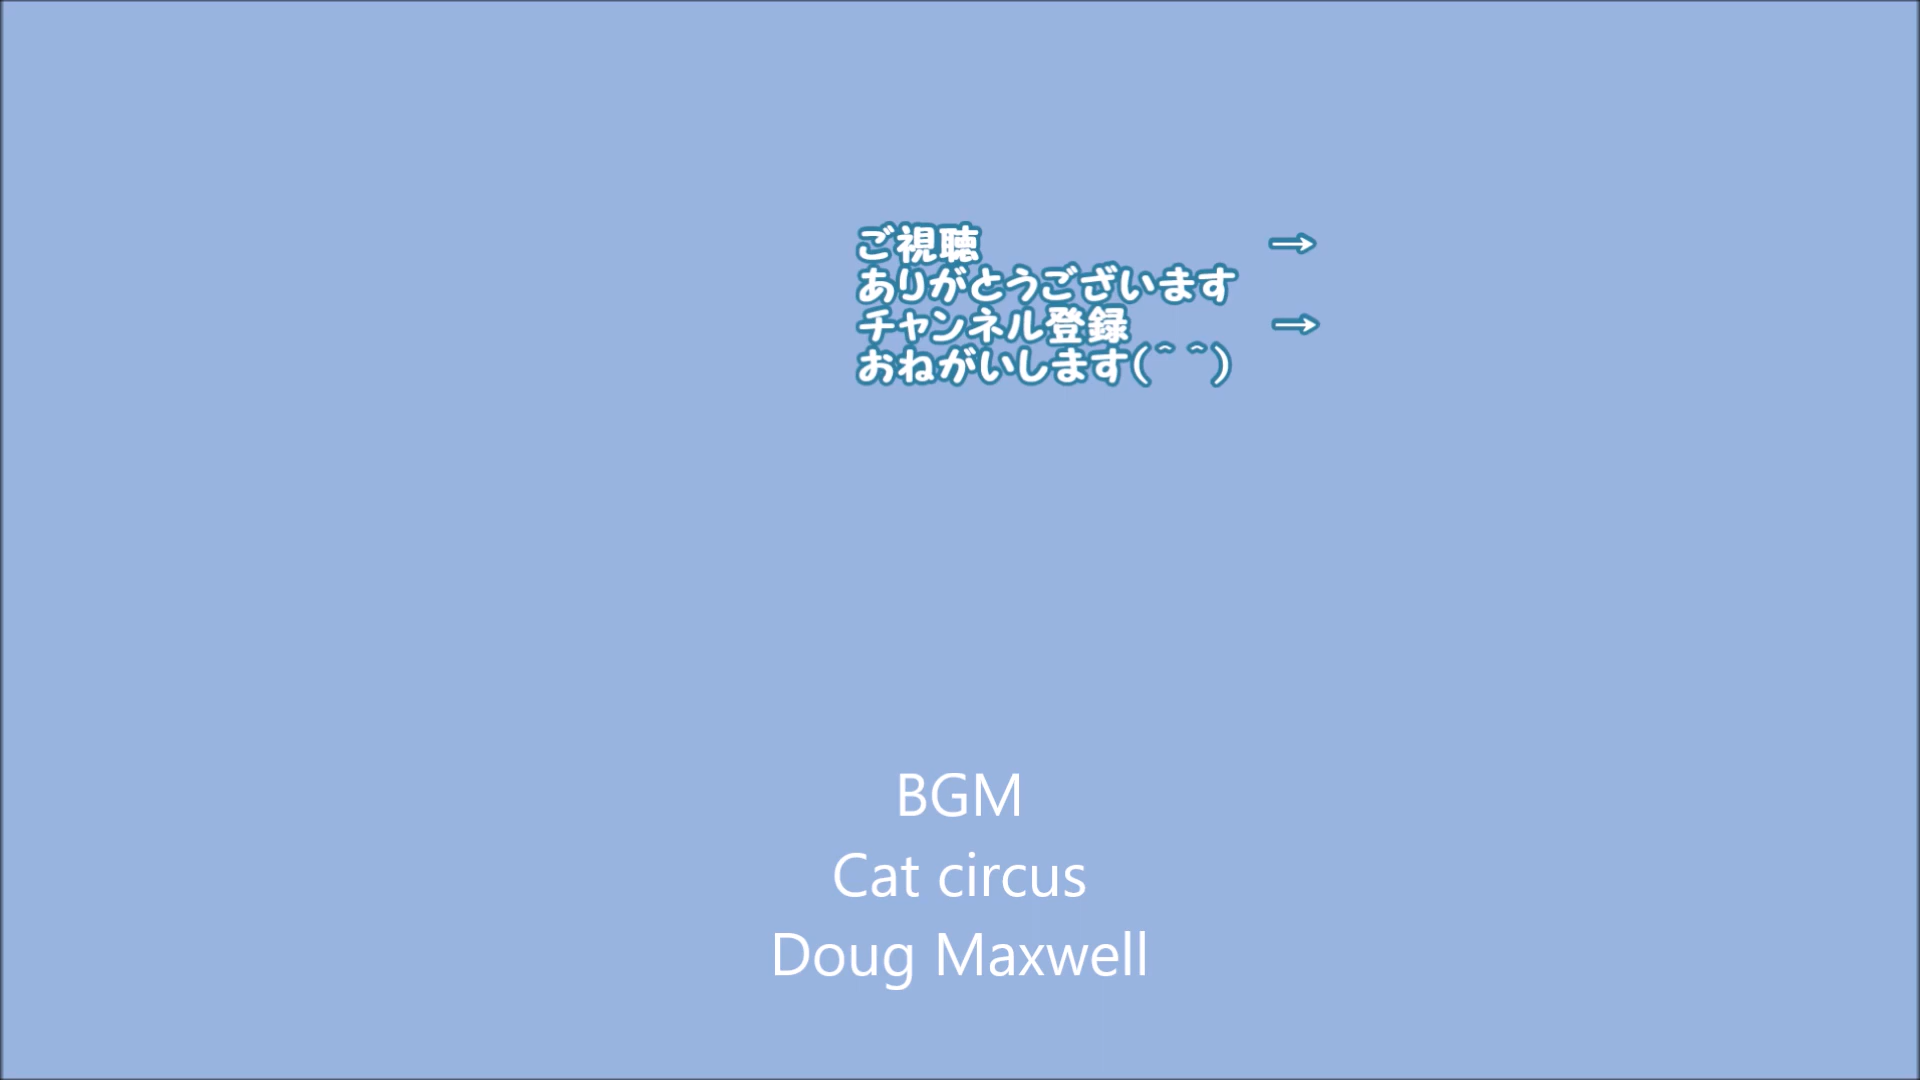 ご視聴 →
ありがとうございます
チャンネル登録 →
おねがいします(＾＾)
BGM
Cat circus
Doug Maxwell